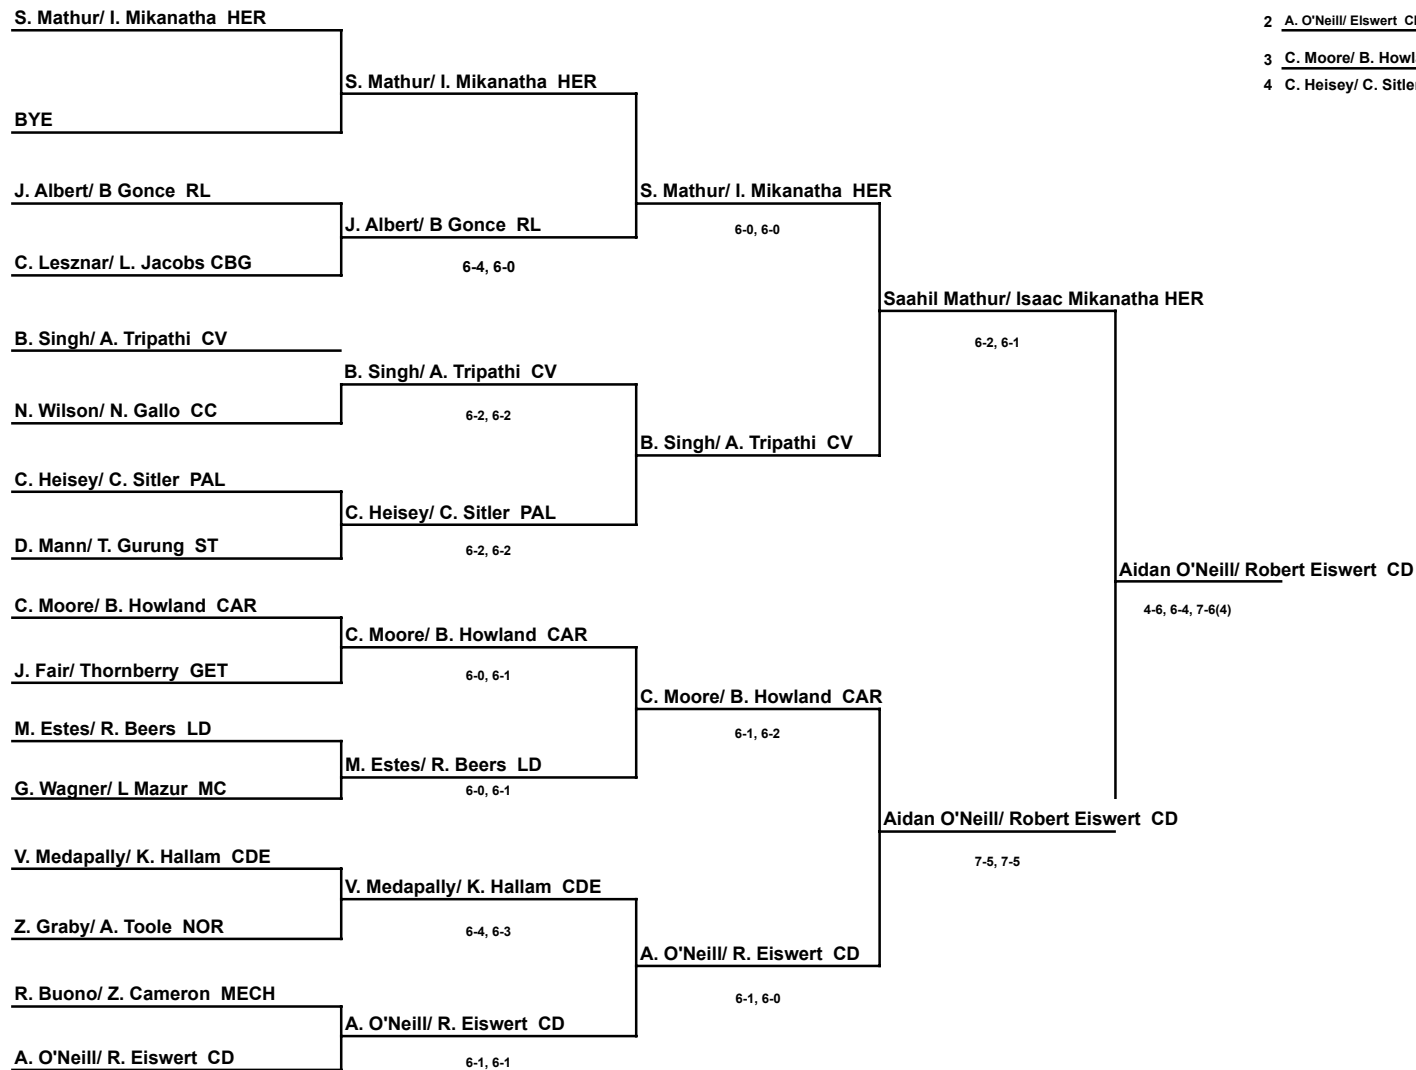 S. Mathur/ I. Mikanatha HER
BYE
J. Albert/ B Gonce RL
C. Lesznar/ L. Jacobs CBG
B. Singh/ A. Tripathi CV
N. Wilson/ N. Gallo CC
C. Heisey/ C. Sitler PAL
D. Mann/ T. Gurung ST
C. Moore/ B. Howland CAR
J. Fair/ Thornberry GET
M. Estes/ R. Beers LD
G. Wagner/ L Mazur MC
V. Medapally/ K. Hallam CDE
Z. Graby/ A. Toole NOR
R. Buono/ Z. Cameron MECH
A. O'Neill/ R. Eiswert CD
S. Mathur/ I. Mikanatha HER
J. Albert/ B Gonce RL
6-4, 6-0
B. Singh/ A. Tripathi CV
6-2, 6-2
C. Heisey/ C. Sitler PAL
6-2, 6-2
C. Moore/ B. Howland CAR
6-0, 6-1
M. Estes/ R. Beers LD
6-0, 6-1
V. Medapally/ K. Hallam CDE
6-4, 6-3
A. O'Neill/ R. Eiswert CD
6-1, 6-1
S. Mathur/ I. Mikanatha HER
6-0, 6-0
B. Singh/ A. Tripathi CV
C. Moore/ B. Howland CAR
6-1, 6-2
A. O'Neill/ R. Eiswert CD
6-1, 6-0
Saahil Mathur/ Isaac Mikanatha HER
6-2, 6-1
Aidan O'Neill/ Robert Eiswert CD
7-5, 7-5
Aidan O'Neill/ Robert Eiswert CD
4-6, 6-4, 7-6(4)
2 A. O'Neill/ EIswert
3 C. Moore/ B.
4 C. Heisey/ C.